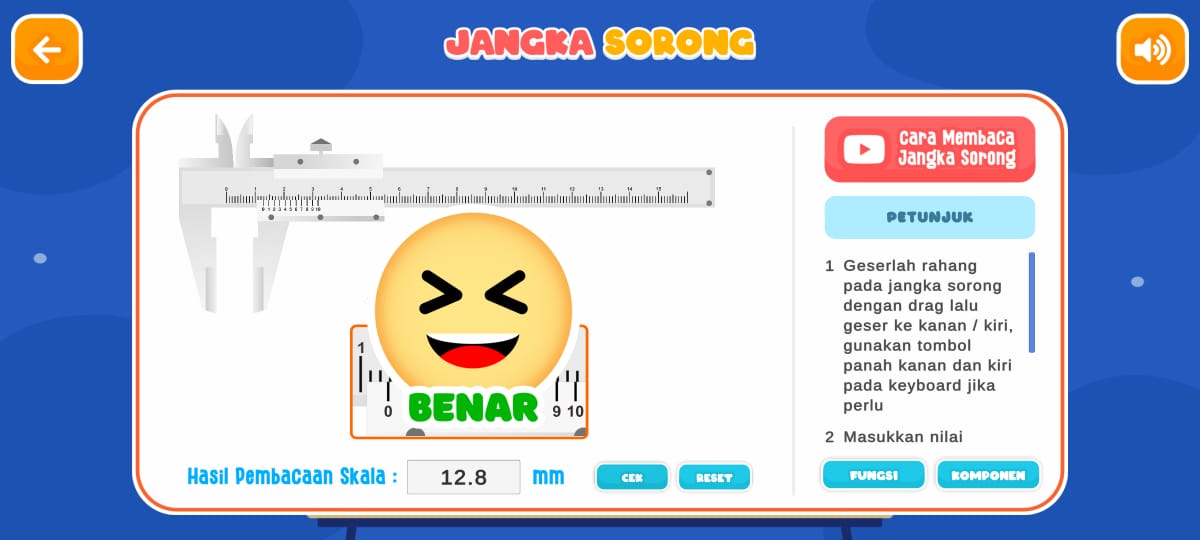 JANGKA SORONG
0 1 2 3 4 5 6 7 8 9 10 11 12 13 14 15
0 1 2 3 4 5 6 7 8 9 10
1
0 9 10
BENAR
Hasil Pembacaan Skala : 12.8 mm
CEK RESET
Cara Membaca
Jangka Sorong
PETUNJUK
1 Geserlah rahang
pada jangka sorong
dengan drag lalu
geser ke kanan / kiri,
gunakan tombol
panah kanan dan kiri
pada keyboard jika
perlu
2 Masukkan nilai
FUNGSI KOMPONEN